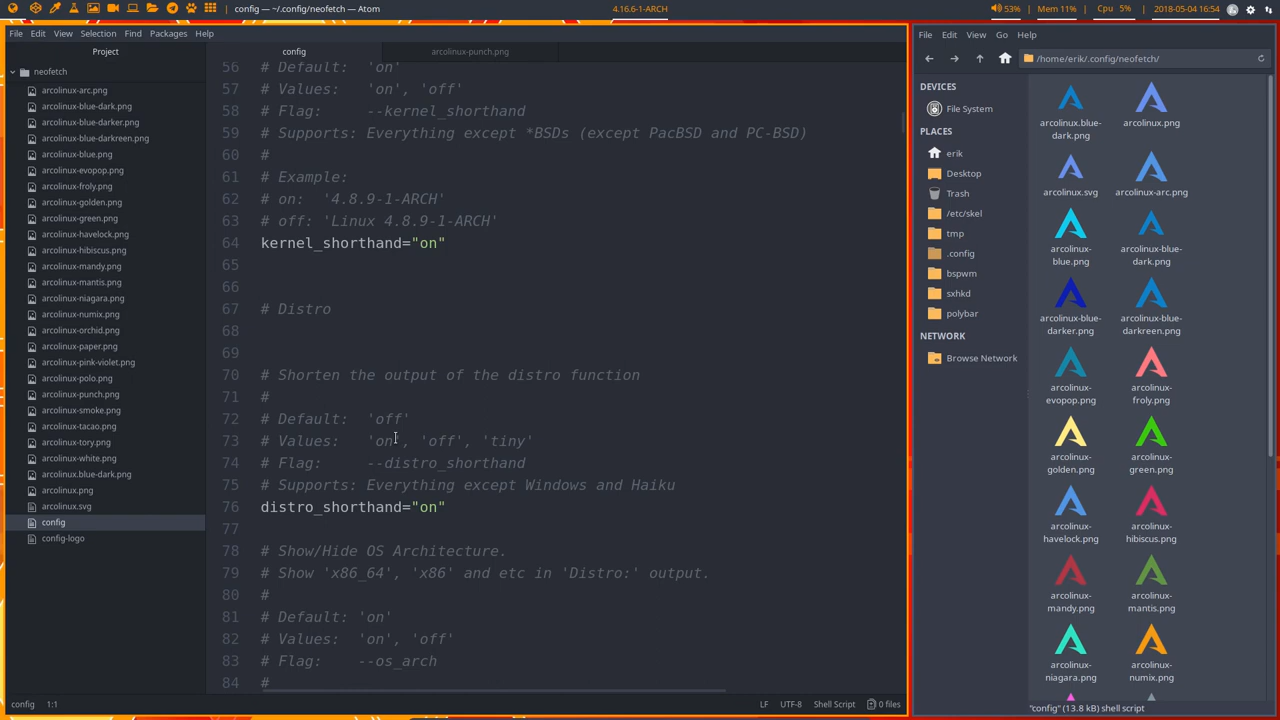 config — ~/.config/neofetch — Atom
4.16.6-1-ARCH
53%
Mem 11%
Cpu 5%
2018-05-04 16:54
File Edit View Selection Find Packages Help
Project
config
arcolinux-punch.png
neofetch
arcolinux-arc.png
arcolinux-blue-dark.png
arcolinux-blue-darker.png
arcolinux-blue-darkreen.png
arcolinux-blue.png
arcolinux-evopop.png
arcolinux-froly.png
arcolinux-golden.png
arcolinux-green.png
arcolinux-havelock.png
arcolinux-hibiscus.png
arcolinux-mandy.png
arcolinux-mantis.png
arcolinux-niagara.png
arcolinux-numix.png
arcolinux-orchid.png
arcolinux-paper.png
arcolinux-pink-violet.png
arcolinux-polo.png
arcolinux-punch.png
arcolinux-smoke.png
arcolinux-tacao.png
arcolinux-tory.png
arcolinux-white.png
arcolinux.blue-dark.png
arcolinux.png
arcolinux.svg
config
config-logo
56 # Default: 'on'
57 # Values: 'on', 'off'
58 # Flag: --kernel_shorthand
59 # Supports: Everything except *BSDs (except PacBSD and PC-BSD)
60 #
61 # Example:
62 # on: '4.8.9-1-ARCH'
63 # off: 'Linux 4.8.9-1-ARCH'
64 kernel_shorthand="on"
65
66
67 # Distro
68
69
70 # Shorten the output of the distro function
71 #
72 # Default: 'off'
73 # Values: 'on', 'off', 'tiny'
74 # Flag: --distro_shorthand
75 # Supports: Everything except Windows and Haiku
76 distro_shorthand="on"
77
78 # Show/Hide OS Architecture.
79 # Show 'x86_64', 'x86' and etc in 'Distro:' output.
80 #
81 # Default: 'on'
82 # Values: 'on', 'off'
83 # Flag: --os_arch
84 #
config 1:1
LF UTF-8 Shell Script 0 files
File Edit View Go Help
/home/erik/.config/neofetch/
DEVICES
File System
PLACES
erik
Desktop
Trash
/etc/skel
tmp
.config
bspwm
sxhkd
polybar
NETWORK
Browse Network
arcolinux.blue-
dark.png
arcolinux.png
arcolinux.svg
arcolinux-arc.png
arcolinux-
blue.png
arcolinux-blue-
dark.png
arcolinux-blue-
darker.png
arcolinux-blue-
darkreen.png
arcolinux-
evopop.png
arcolinux-
froly.png
arcolinux-
golden.png
arcolinux-
green.png
arcolinux-
havelock.png
arcolinux-
hibiscus.png
arcolinux-
mandy.png
arcolinux-
mantis.png
arcolinux-
niagara.png
arcolinux-
numix.png
"config" (13.8 kB) shell script